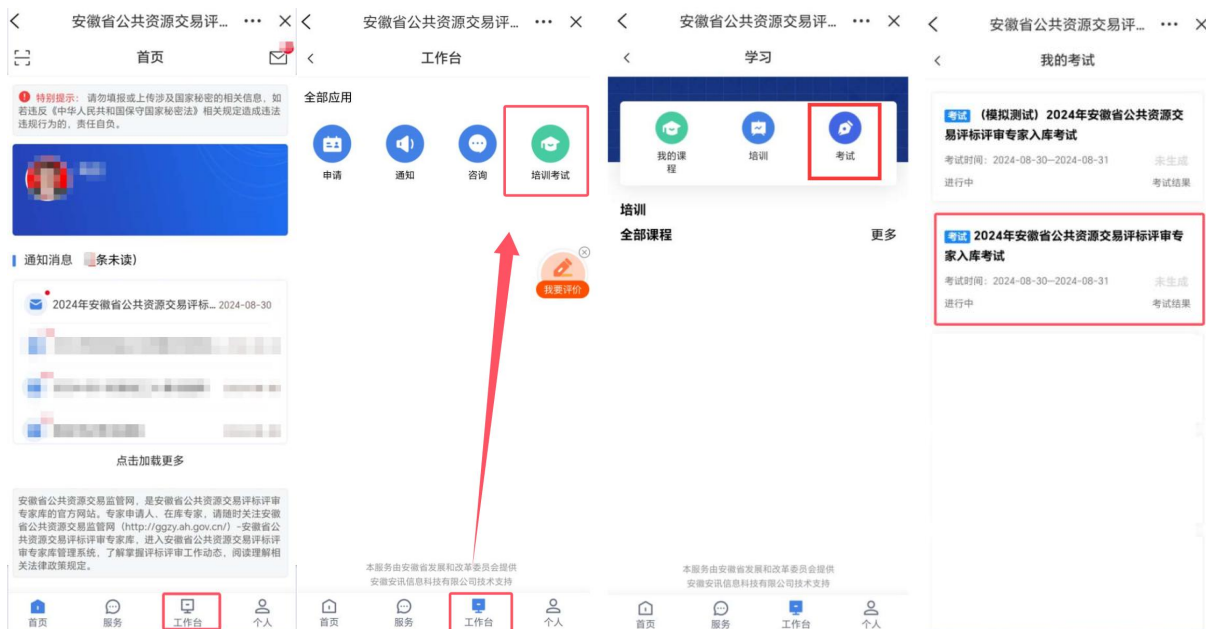 安徽省公共资源交易评...
首页
特别提示：请勿填报或上传涉及国家秘密的相关信息，如
若违反《中华人民共和国保守国家秘密法》相关规定造成违法
违规行为的，责任自负。
通知消息
条未读）
2024年安徽省公共资源交易评标... 2024-08-30
点击加载更多
安徽省公共资源交易监管网，是安徽省公共资源交易评标评审
专家库的官方网站。专家申请人、在库专家，请随时关注安徽
省公共资源交易监管网（http://ggzy.ah.gov.cn/）-安徽省公
共资源交易评标评审专家库，进入安徽省公共资源交易评标评
审专家库管理系统，了解掌握评标评审工作动态，阅读理解相
关法律政策规定。
首页 服务 工作台 个人
安徽省公共资源交易评...
工作台
全部应用
申请 通知 咨询 培训考试
我要评价
本服务由安徽省发展和改革委员会提供
安徽安讯信息科技有限公司技术支持
首页 服务 工作台 个人
安徽省公共资源交易评...
学习
我的课
程
培训
考试
培训
全部课程 更多
本服务由安徽省发展和改革委员会提供
安徽安讯信息科技有限公司技术支持
首页 服务 工作台 个人
安徽省公共资源交易评...
我的考试
考试 （模拟测试）2024年安徽省公共资源交
易评标评审专家入库考试
考试时间：2024-08-30—2024-08-31 未生成
进行中 考试结果
考试 2024年安徽省公共资源交易评标评审专
家入库考试
考试时间：2024-08-30—2024-08-31 未生成
进行中 考试结果